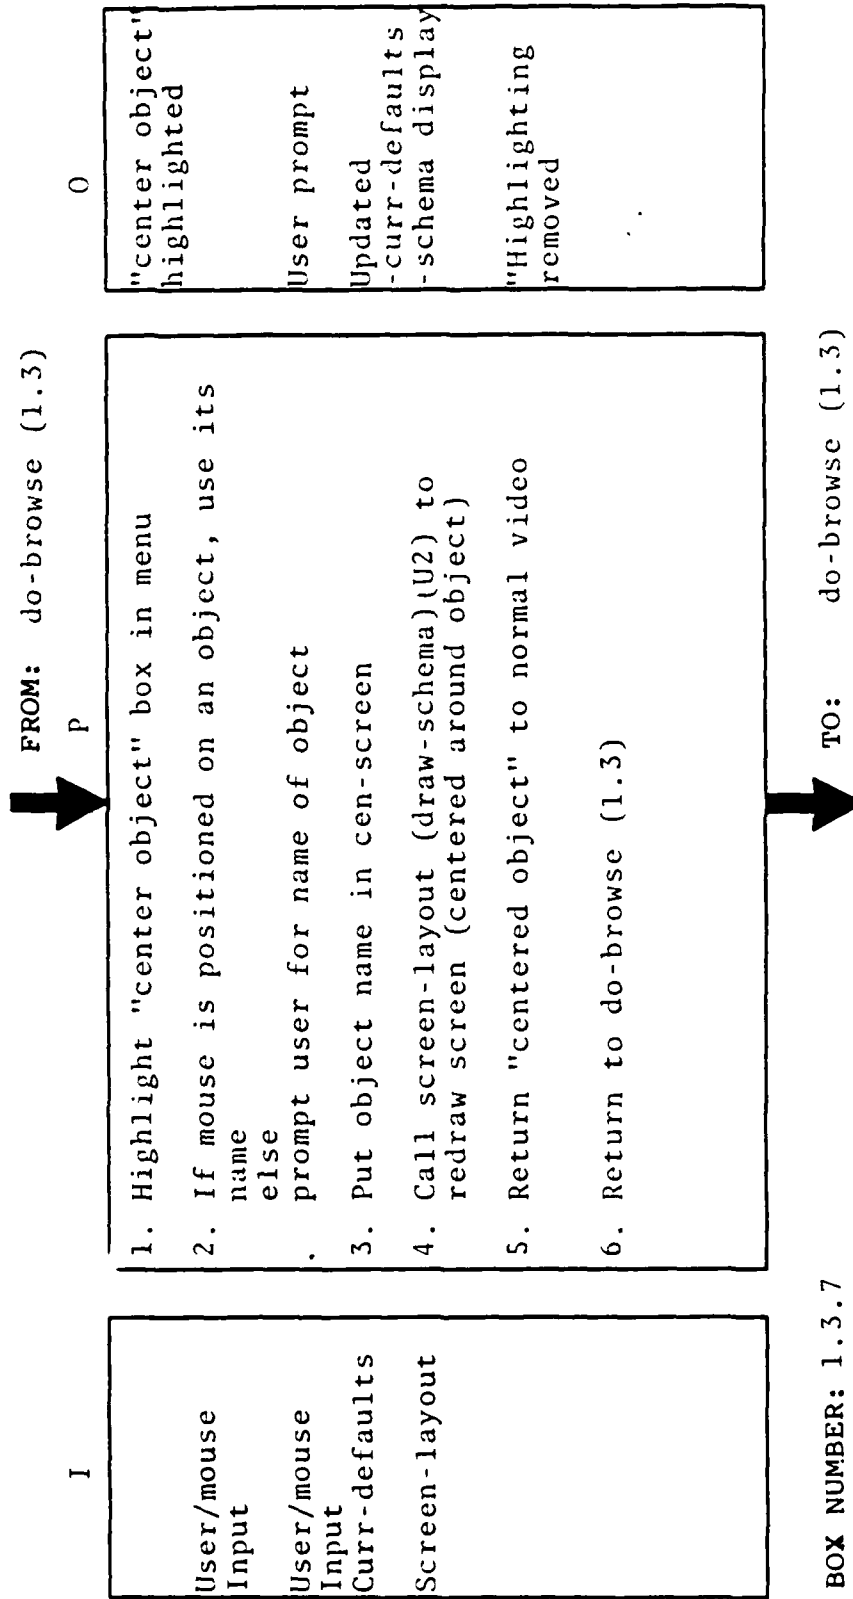 FROM: do-browse (1.3)
I
P
O
User/mouse
Input
User/mouse
Input
Curr-defaults
Screen-layout
1. Highlight "center object" box in menu
2. If mouse is positioned on an object, use its
name
else
prompt user for name of object
3. Put object name in cen-screen
4. Call screen-layout (draw-schema)(U2) to
redraw screen (centered around object)
5. Return "centered object" to normal video
6. Return to do-browse (1.3)
"center object"
highlighted
User prompt
Updated
-curr-defaults
-schema display
"Highlighting
removed
BOX NUMBER: 1.3.7
TO: do-browse (1.3)